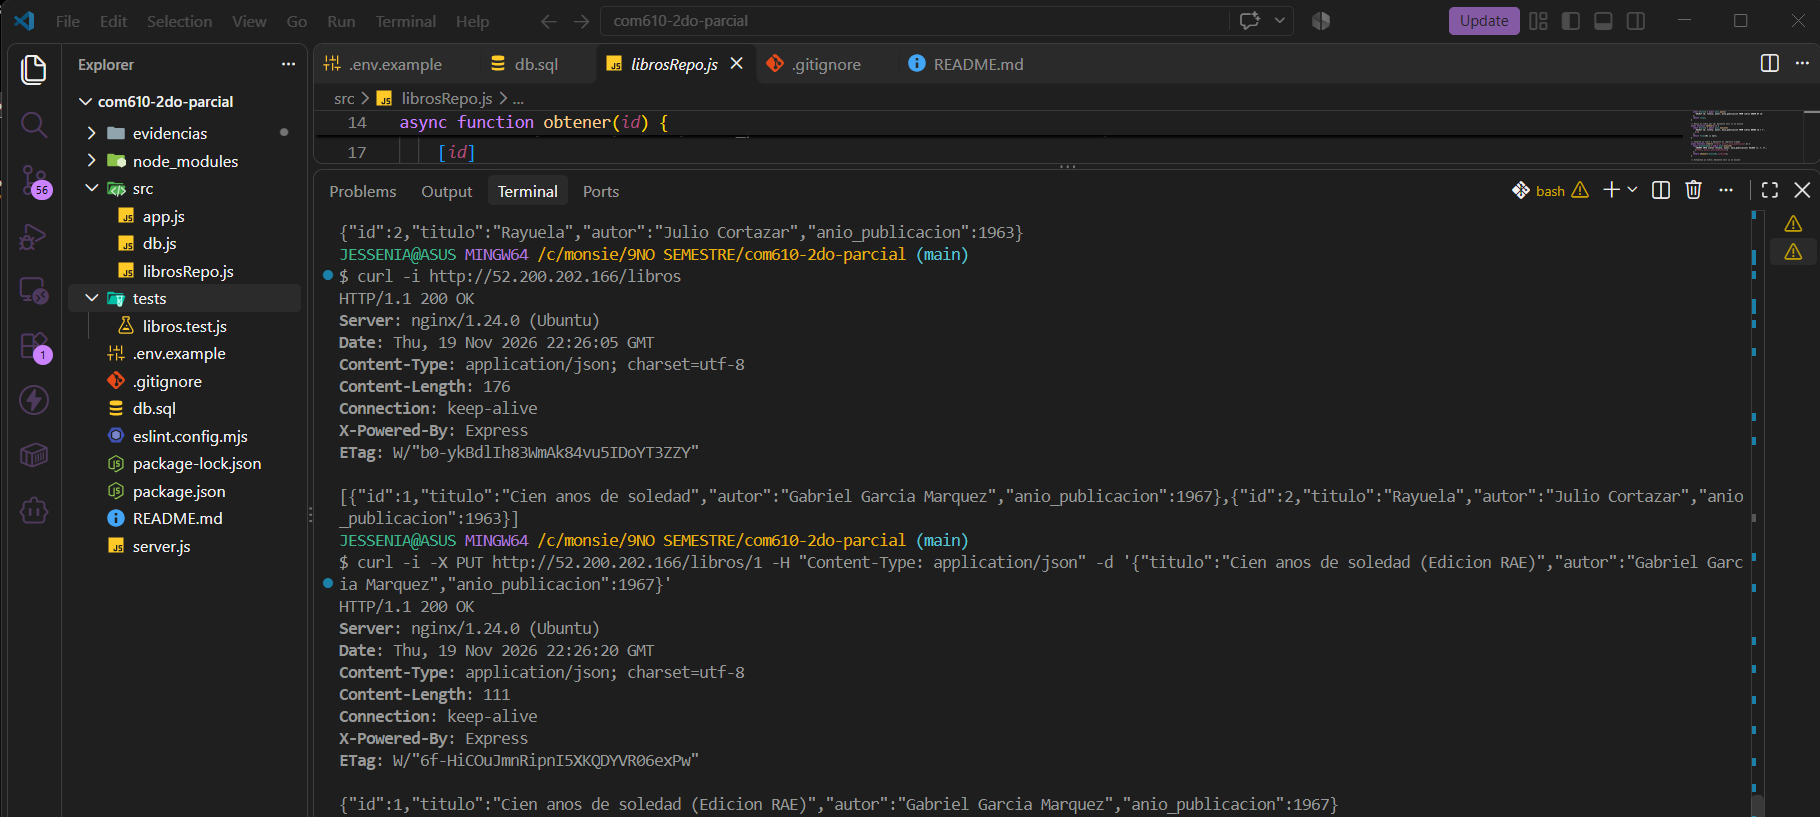 File Edit Selection View Go Run Terminal Help com610-2do-parcial Update
Explorer
com610-2do-parcial
evidencias
node_modules
src
app.js
db.js
librosRepo.js
tests
libros.test.js
.env.example
.gitignore
db.sql
eslint.config.mjs
package-lock.json
package.json
README.md
server.js
56
1
.env.example db.sql librosRepo.js .gitignore README.md
src > librosRepo.js > ...
14 async function obtener(id) {
17 [id]
Problems Output Terminal Ports bash
{"id":2,"titulo":"Rayuela","autor":"Julio Cortazar","anio_publicacion":1963}
JESSENIA@ASUS MINGW64 /c/monsie/9NO SEMESTRE/com610-2do-parcial (main)
$ curl -i http://52.200.202.166/libros
HTTP/1.1 200 OK
Server: nginx/1.24.0 (Ubuntu)
Date: Thu, 19 Nov 2026 22:26:05 GMT
Content-Type: application/json; charset=utf-8
Content-Length: 176
Connection: keep-alive
X-Powered-By: Express
ETag: W/"b0-ykBdlIh83WmAk84vu5IDoYT3ZZY"
[{"id":1,"titulo":"Cien anos de soledad","autor":"Gabriel Garcia Marquez","anio_publicacion":1967},{"id":2,"titulo":"Rayuela","autor":"Julio Cortazar","anio
_publicacion":1963}]
JESSENIA@ASUS MINGW64 /c/monsie/9NO SEMESTRE/com610-2do-parcial (main)
$ curl -i -X PUT http://52.200.202.166/libros/1 -H "Content-Type: application/json" -d '{"titulo":"Cien anos de soledad (Edicion RAE)","autor":"Gabriel Garc
ia Marquez","anio_publicacion":1967}'
HTTP/1.1 200 OK
Server: nginx/1.24.0 (Ubuntu)
Date: Thu, 19 Nov 2026 22:26:20 GMT
Content-Type: application/json; charset=utf-8
Content-Length: 111
Connection: keep-alive
X-Powered-By: Express
ETag: W/"6f-HiCOuJmnRipnI5XKQDYVR06exPw"
{"id":1,"titulo":"Cien anos de soledad (Edicion RAE)","autor":"Gabriel Garcia Marquez","anio_publicacion":1967}